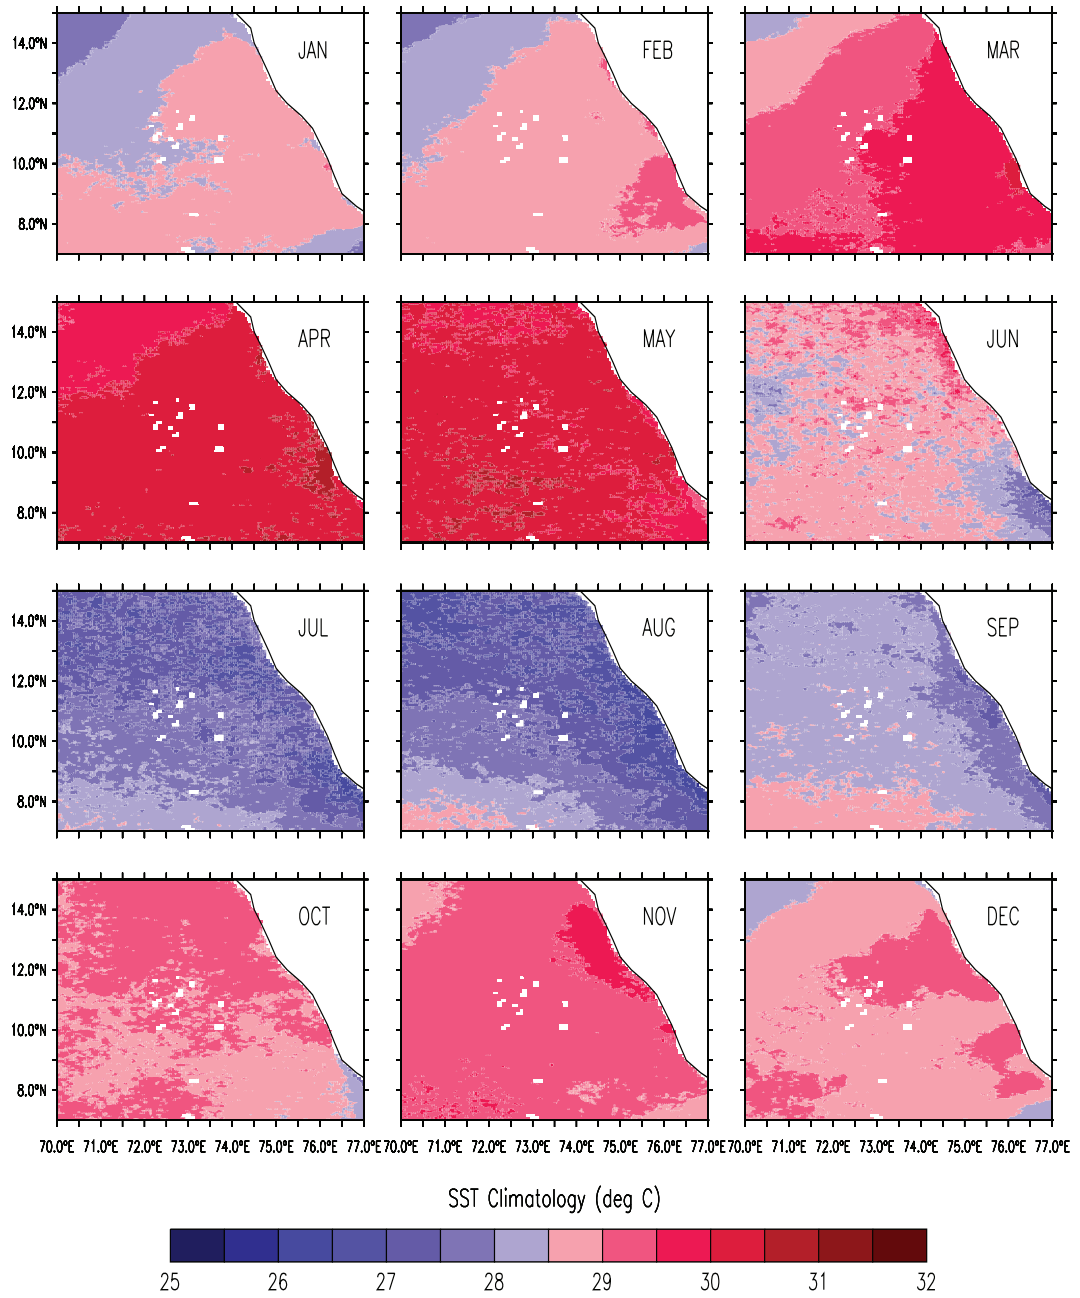 14.0°N JAN FEB MAR
12.0°N
10.0°N
8.0°N
14.0°N APR MAY JUN
12.0°N
10.0°N
8.0°N
14.0°N JUL AUG SEP
12.0°N
10.0°N
8.0°N
14.0°N OCT NOV DEC
12.0°N
10.0°N
8.0°N
70.0°E 71.0°E 72.0°E 73.0°E 74.0°E 75.0°E 76.0°E 77.0°E 70.0°E 71.0°E 72.0°E 73.0°E 74.0°E 75.0°E 76.0°E 77.0°E 70.0°E 71.0°E 72.0°E 73.0°E 74.0°E 75.0°E 76.0°E 77.0°E
SST Climatology (deg C)
25 26 27 28 29 30 31 32